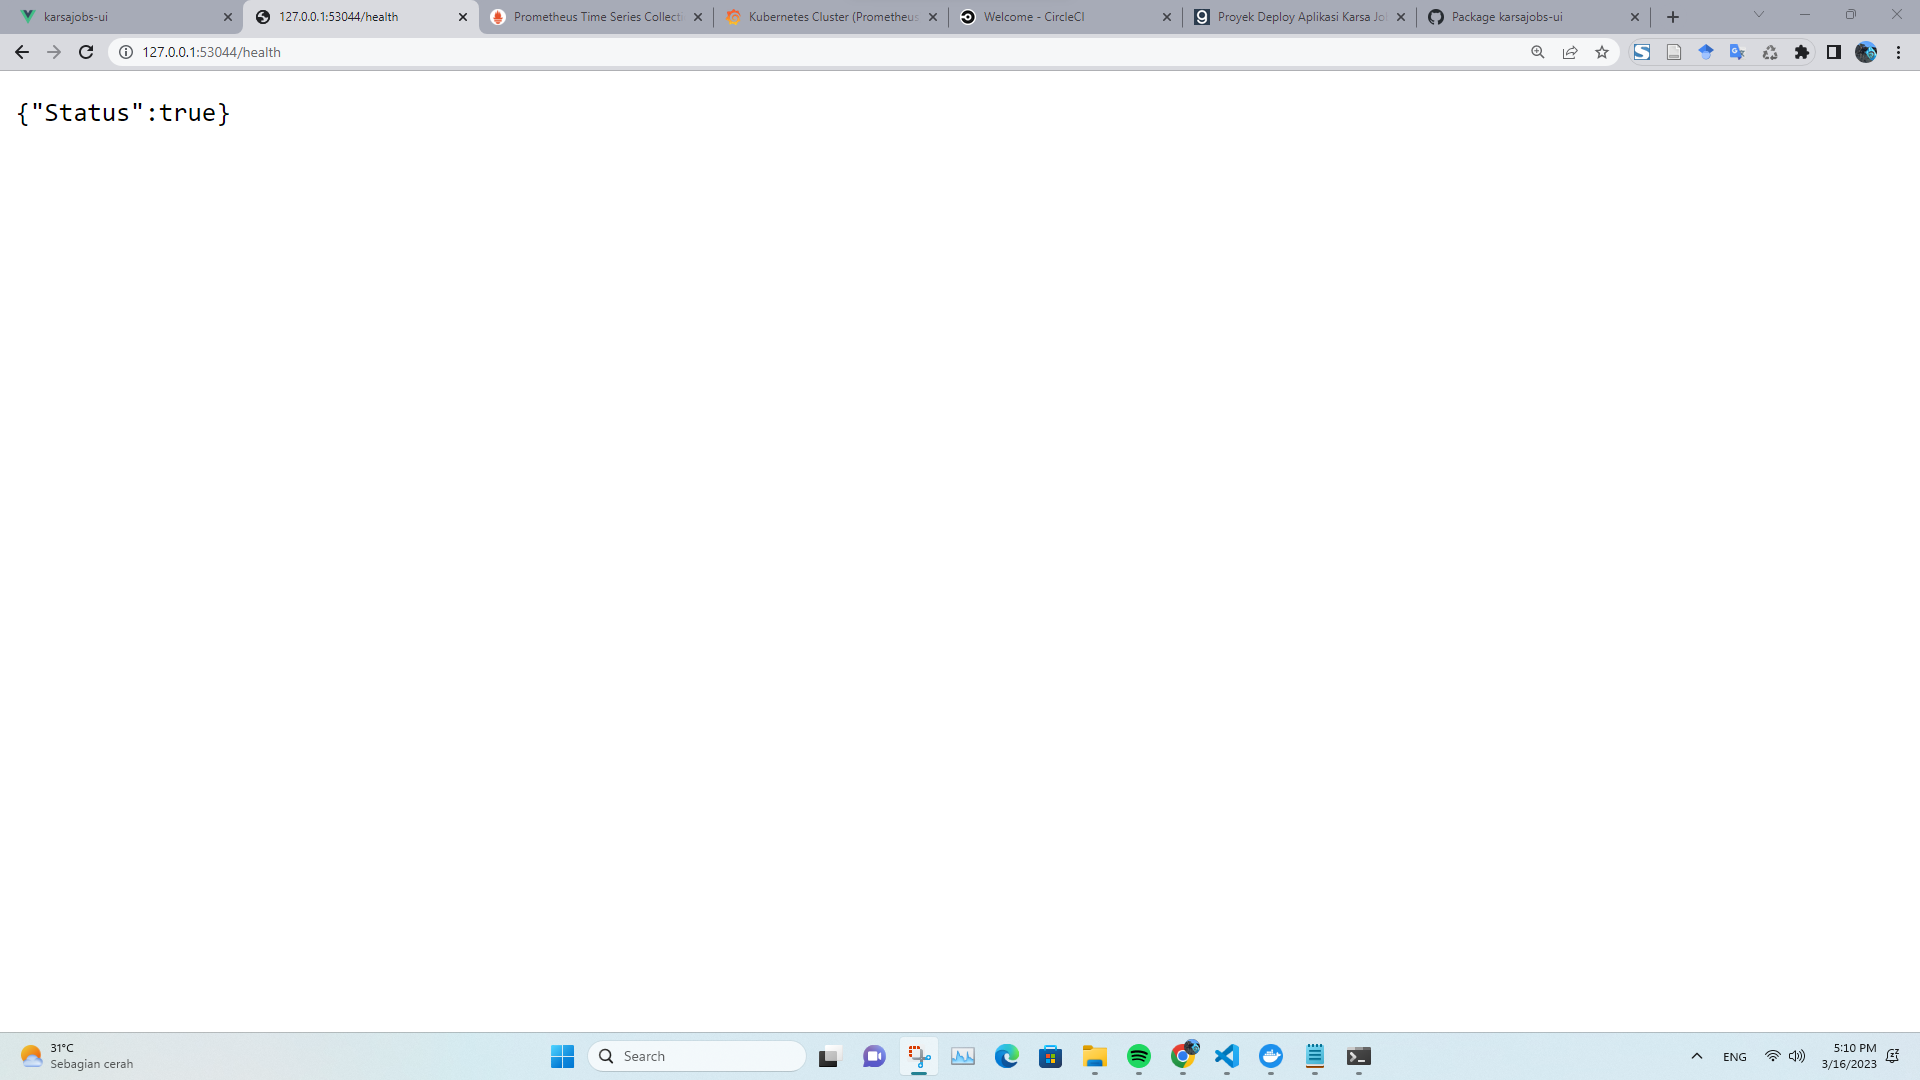 karsajobs-ui
127.0.0.1:53044/health
Prometheus Time Series Collecti
Kubernetes Cluster (Prometheus
Welcome - CircleCI
Proyek Deploy Aplikasi Karsa Jo
Package karsajobs-ui
127.0.0.1:53044/health
{"Status":true}
31°C
Sebagian cerah
Search
ENG
5:10 PM
3/16/2023